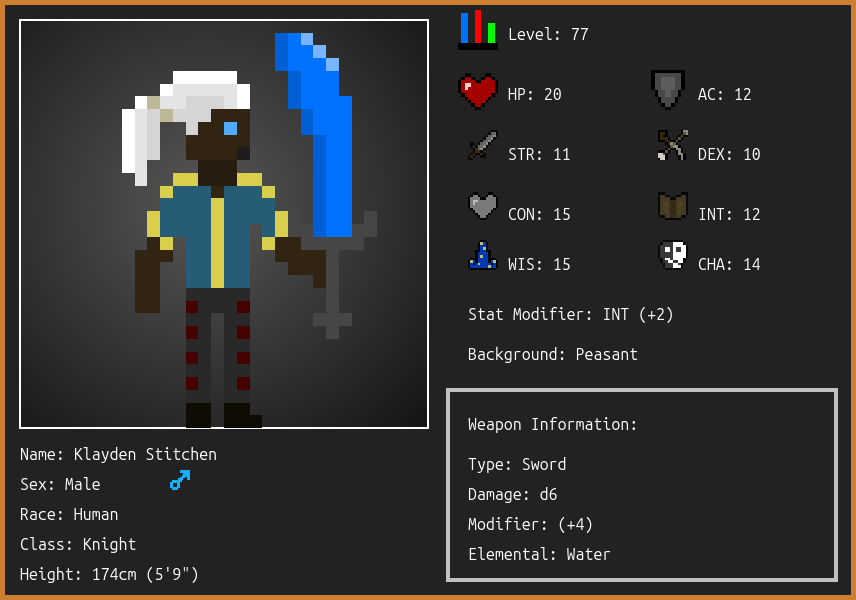 Level: 77
HP: 20
AC: 12
STR: 11
DEX: 10
CON: 15
INT: 12
WIS: 15
CHA: 14
Stat Modifier: INT (+2)
Background: Peasant
Weapon Information:
Type: Sword
Damage: d6
Modifier: (+4)
Elemental: Water
Name: Klayden Stitchen
Sex: Male
Race: Human
Class: Knight
Height: 174cm (5'9")